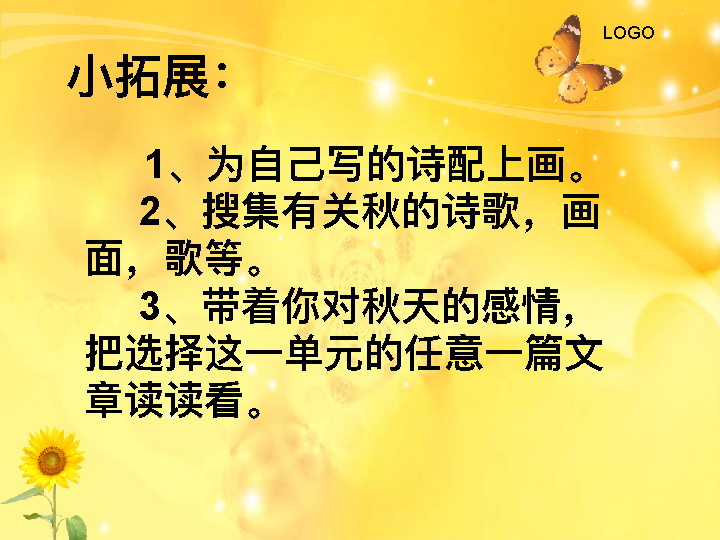 LOGO
小拓展：
1、为自己写的诗配上画。
2、搜集有关秋的诗歌，画
面，歌等。
3、带着你对秋天的感情，
把选择这一单元的任意一篇文
章读读看。